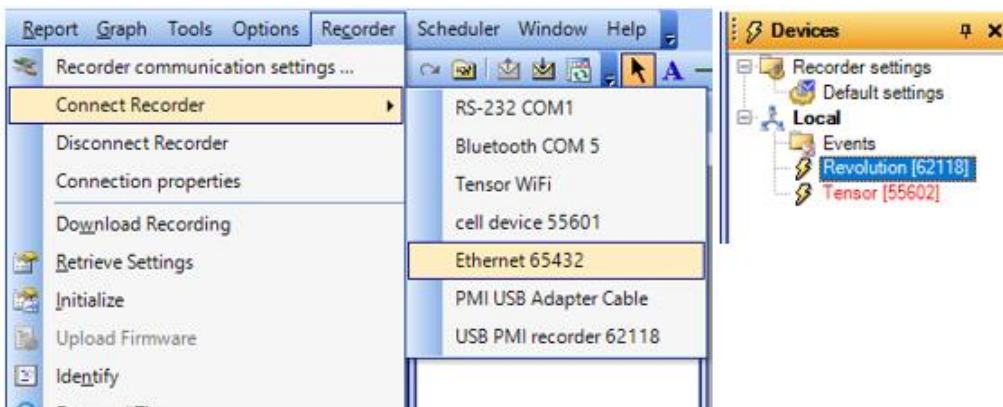 Report Graph Tools Options Recorder Scheduler Window Help
Recorder communication settings ...
Connect Recorder
Disconnect Recorder
Connection properties
Download Recording
Retrieve Settings
Initialize
Upload Firmware
Identify
RS-232 COM1
Bluetooth COM 5
Tensor WiFi
cell device 55601
Ethernet 65432
PMI USB Adapter Cable
USB PMI recorder 62118
A
Devices
Recorder settings
Default settings
Local
Events
Revolution [62118]
Tensor [55602]